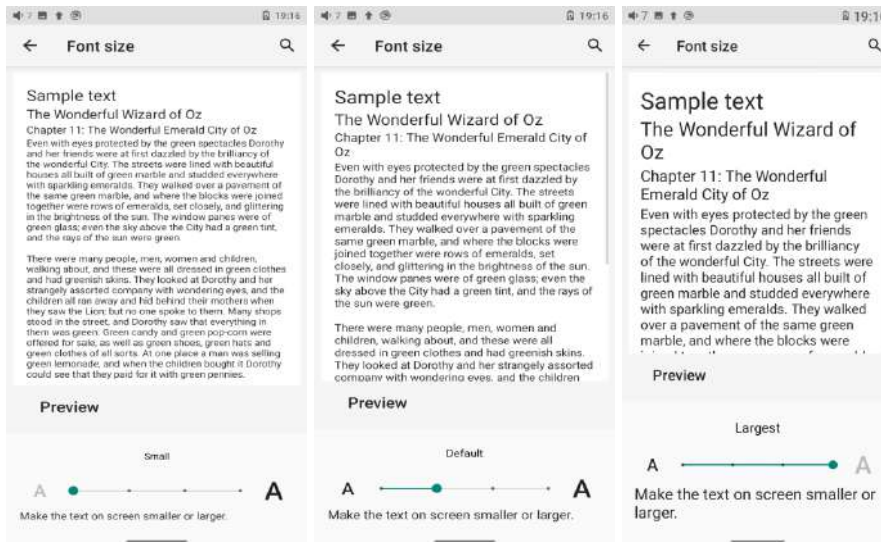 7 19:16
Font size
Sample text
The Wonderful Wizard of Oz
Chapter 11: The Wonderful Emerald City of Oz
Even with eyes protected by the green spectacles Dorothy
and her friends were at first dazzled by the brilliancy of
the wonderful City. The streets were lined with beautiful
houses all built of green marble and studded everywhere
with sparkling emeralds. They walked over a pavement of
the same green marble, and where the blocks were joined
together were rows of emeralds, set closely, and glittering
in the brightness of the sun. The window panes were of
green glass; even the sky above the City had a green tint,
and the rays of the sun were green.
There were many people, men, women and children,
walking about, and these were all dressed in green clothes
and had greenish skins. They looked at Dorothy and her
strangely assorted company with wondering eyes, and the
children all ran away and hid behind their mothers when
they saw the Lion; but no one spoke to them. Many shops
stood in the street, and Dorothy saw that everything in
them was green. Green candy and green pop-corn were
offered for sale, as well as green shoes, green hats and
green clothes of all sorts. At one place a man was selling
green lemonade, and when the children bought it Dorothy
could see that they paid for it with green pennies.
Preview
Small
A A
Make the text on screen smaller or larger.
7 19:16
Font size
Sample text
The Wonderful Wizard of Oz
Chapter 11: The Wonderful Emerald City of
Oz
Even with eyes protected by the green spectacles
Dorothy and her friends were at first dazzled by
the brilliancy of the wonderful City. The streets
were lined with beautiful houses all built of green
marble and studded everywhere with sparkling
emeralds. They walked over a pavement of the
same green marble, and where the blocks were
joined together were rows of emeralds, set
closely, and glittering in the brightness of the sun.
The window panes were of green glass; even the
sky above the City had a green tint, and the rays of
the sun were green.
There were many people, men, women and
children, walking about, and these were all
dressed in green clothes and had greenish skins.
They looked at Dorothy and her strangely assorted
company with wondering eyes, and the children
Preview
Default
A A
Make the text on screen smaller or larger.
7 19:1
Font size
Sample text
The Wonderful Wizard of
Oz
Chapter 11: The Wonderful
Emerald City of Oz
Even with eyes protected by the green
spectacles Dorothy and her friends
were at first dazzled by the brilliancy
of the wonderful City. The streets were
lined with beautiful houses all built of
green marble and studded everywhere
with sparkling emeralds. They walked
over a pavement of the same green
marble, and where the blocks were
Preview
Largest
A A
Make the text on screen smaller or
larger.